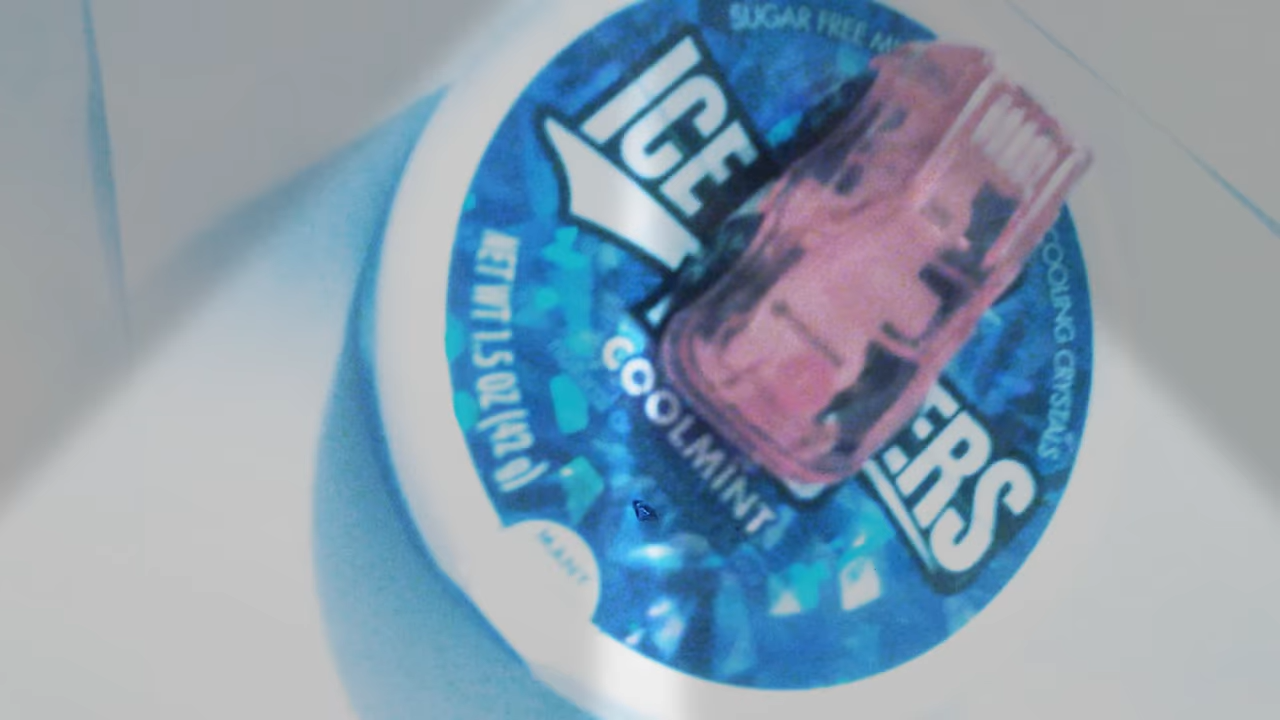 SUGAR FREE
ICE
ERS
COOLMINT
NET WT 1.5 OZ (42 G)
COOLING CRYSTALS